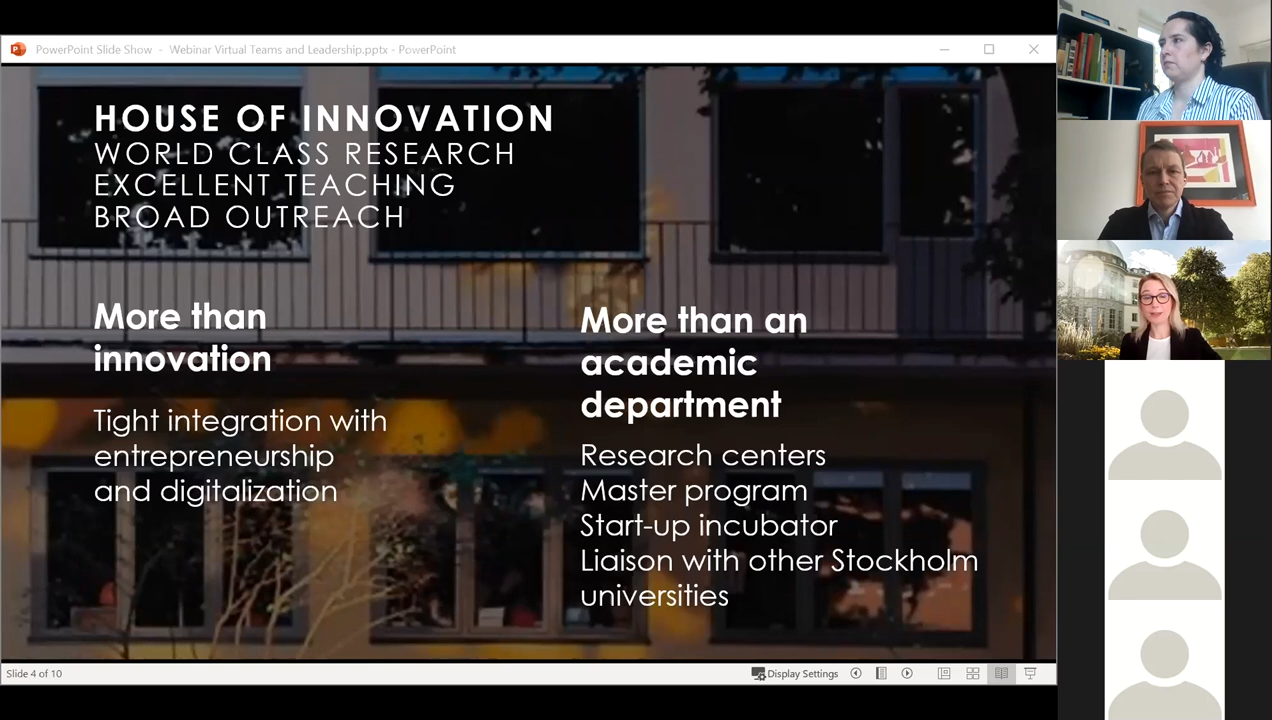 PowerPoint Slide Show - Webinar Virtual Teams and Leadership.pptx - PowerPoint
HOUSE OF INNOVATION
WORLD CLASS RESEARCH
EXCELLENT TEACHING
BROAD OUTREACH
More than
innovation
Tight integration with
entrepreneurship
and digitalization
More than an
academic
department
Research centers
Master program
Start-up incubator
Liaison with other Stockholm
universities
Slide 4 of 10
Display Settings